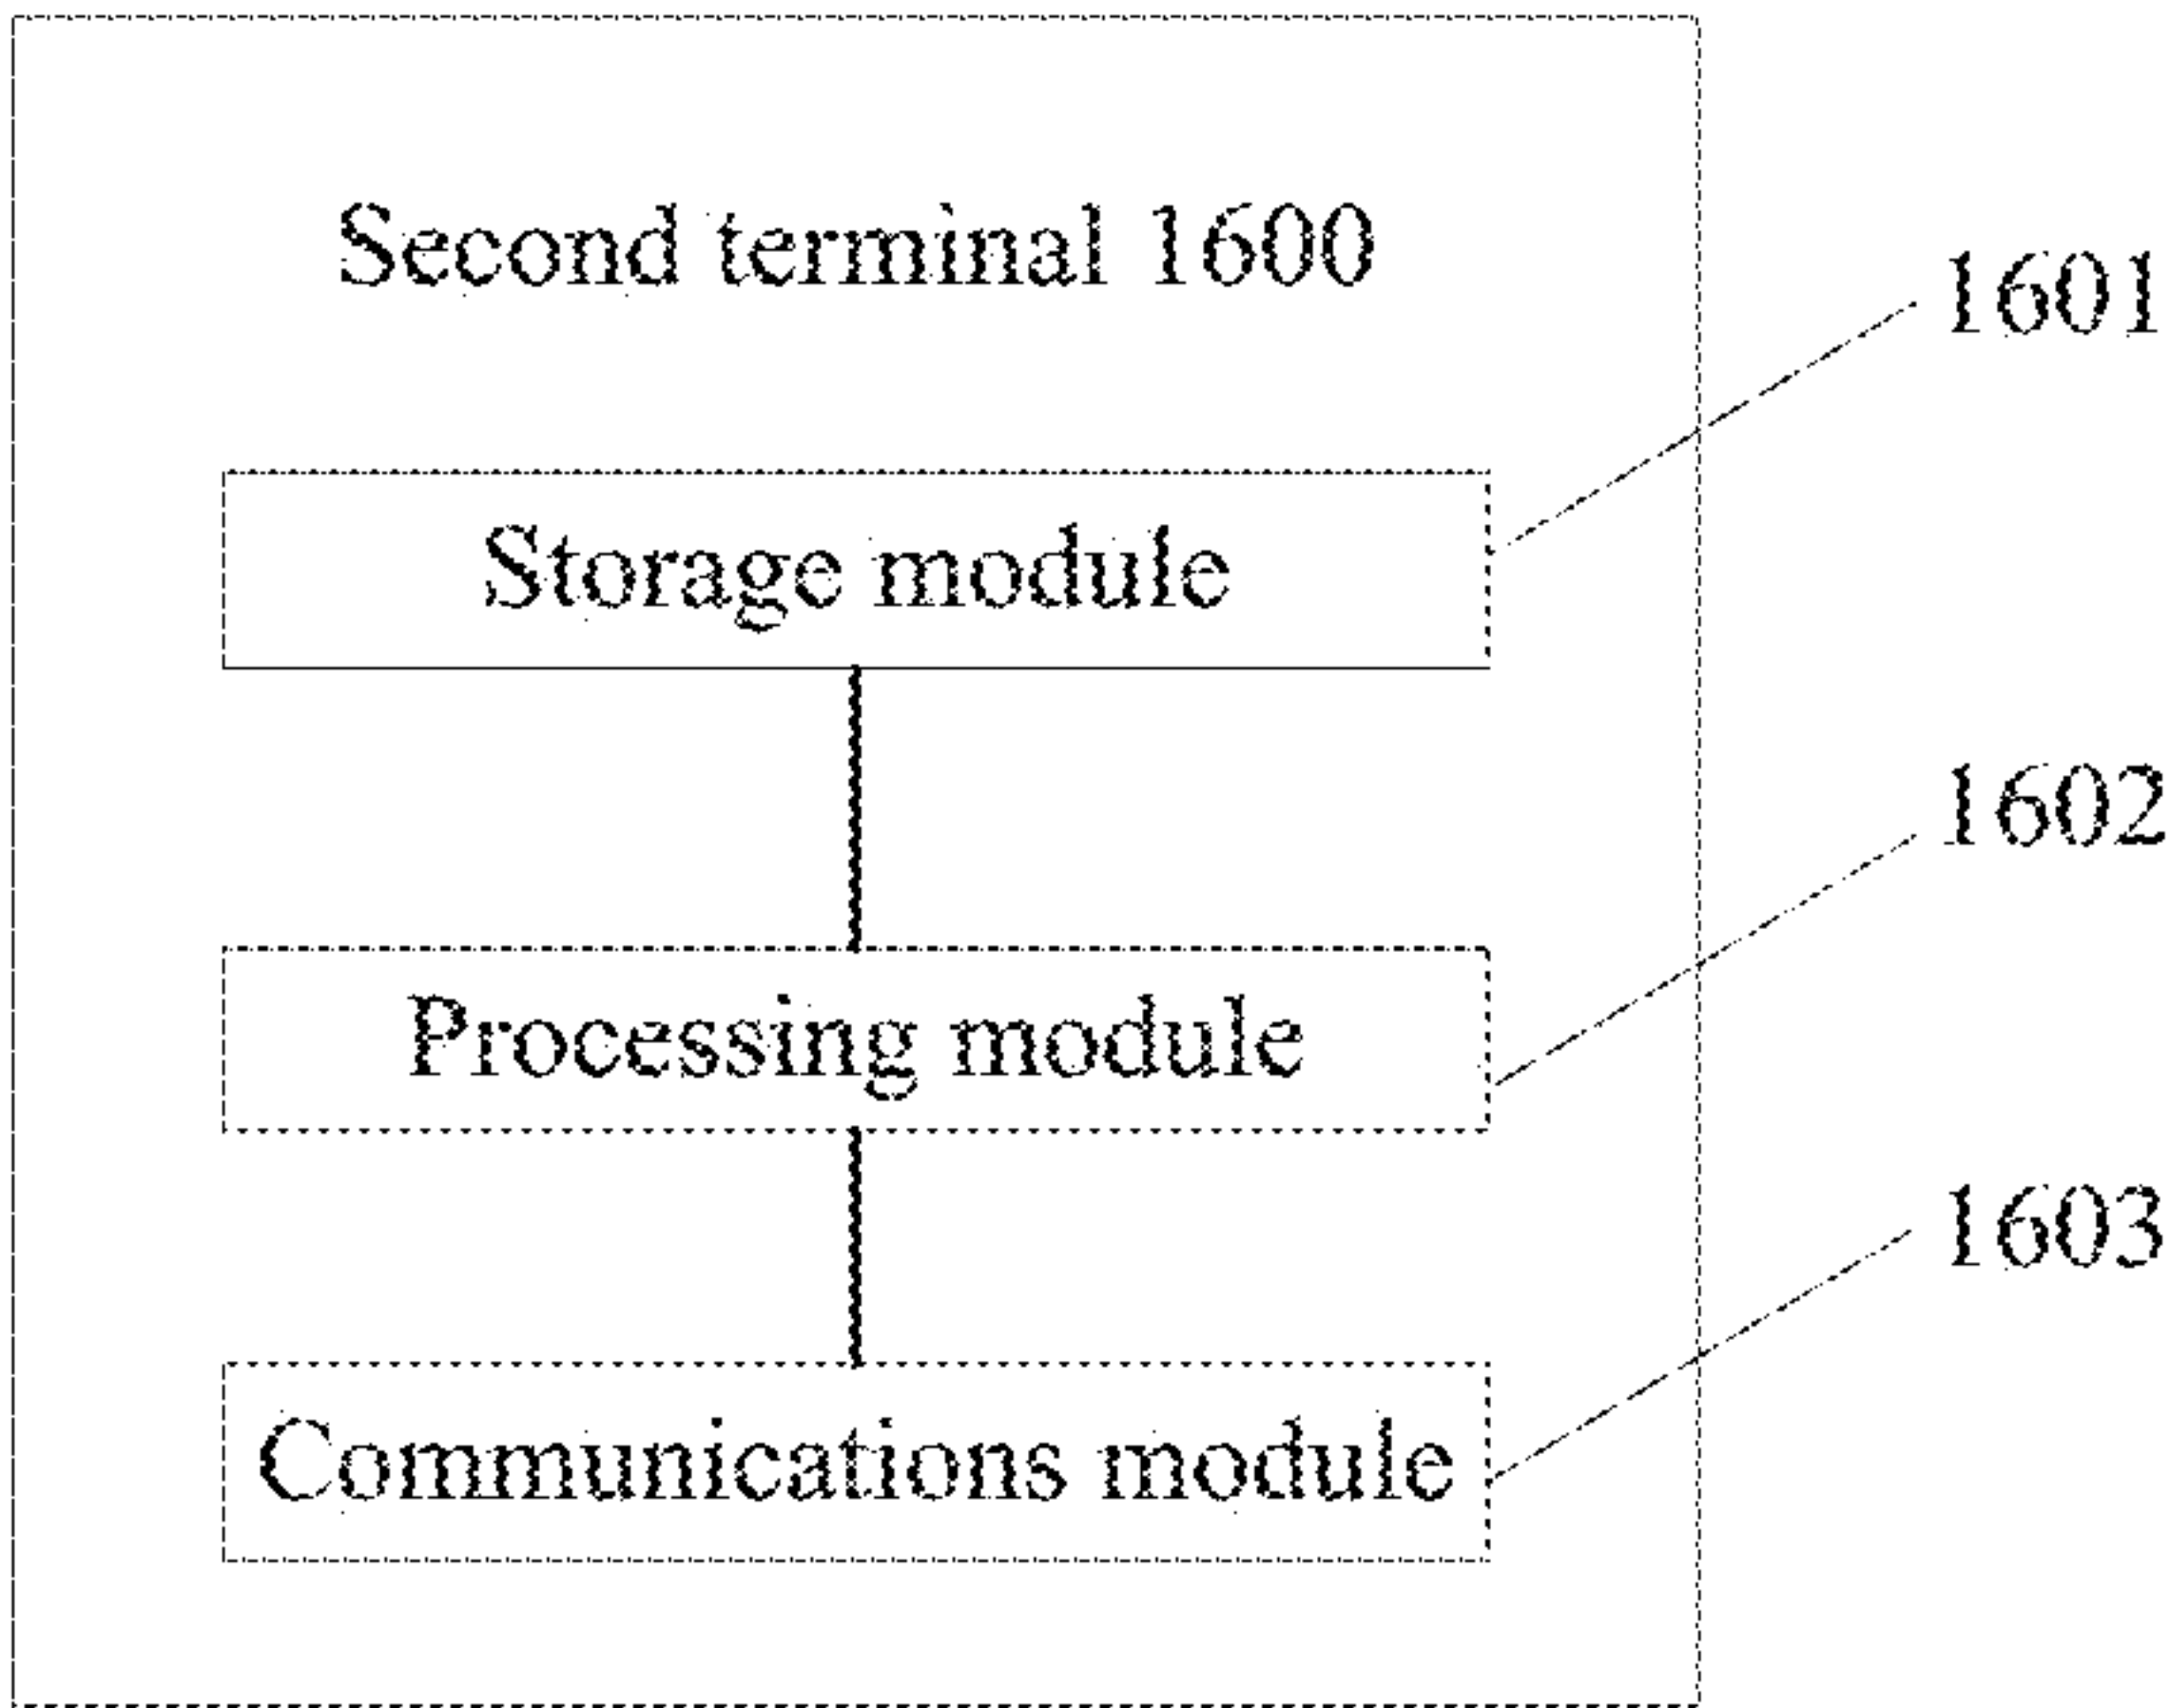 Second terminal 1600
1601
Storage module
1602
Processing module
1603
Communications module